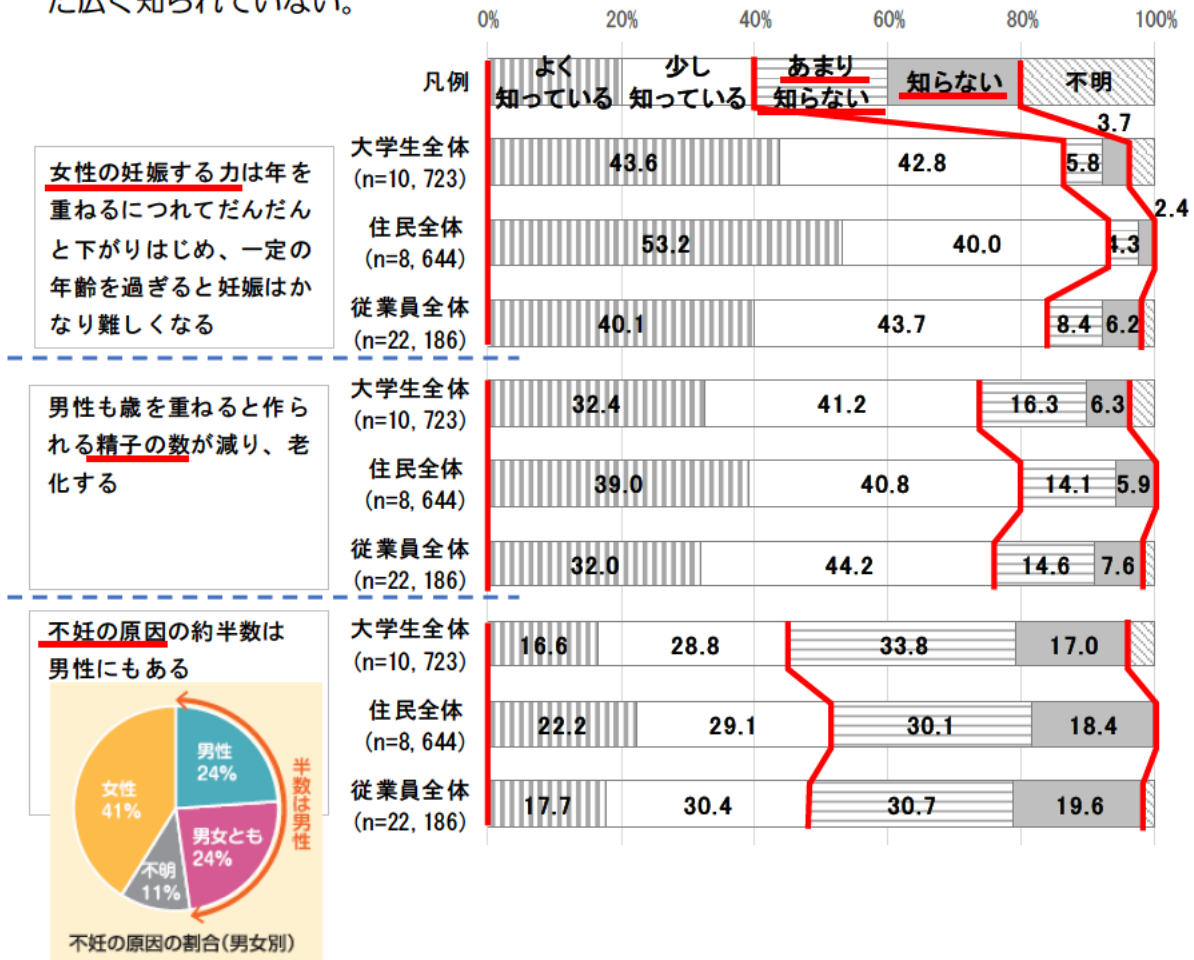 た広く知られていない。
0% 20% 40% 60% 80% 100%
凡例
よく
知っている
少し
知っている
あまり
知らない
知らない
不明
女性の妊娠する力は年を
重ねるにつれてだんだん
と下がりはじめ、一定の
年齢を過ぎると妊娠はか
なり難しくなる
大学生全体
(n=10,723)
43.6 42.8 5.8 3.7
住民全体
(n=8,644)
53.2 40.0 4.3 2.4
従業員全体
(n=22,186)
40.1 43.7 8.4 6.2
男性も歳を重ねると作ら
れる精子の数が減り、老
化する
大学生全体
(n=10,723)
32.4 41.2 16.3 6.3
住民全体
(n=8,644)
39.0 40.8 14.1 5.9
従業員全体
(n=22,186)
32.0 44.2 14.6 7.6
不妊の原因の約半数は
男性にもある
大学生全体
(n=10,723)
16.6 28.8 33.8 17.0
住民全体
(n=8,644)
22.2 29.1 30.1 18.4
従業員全体
(n=22,186)
17.7 30.4 30.7 19.6
男性
24%
女性
41%
男女とも
24%
不明
11%
半数は男性
不妊の原因の割合(男女別)